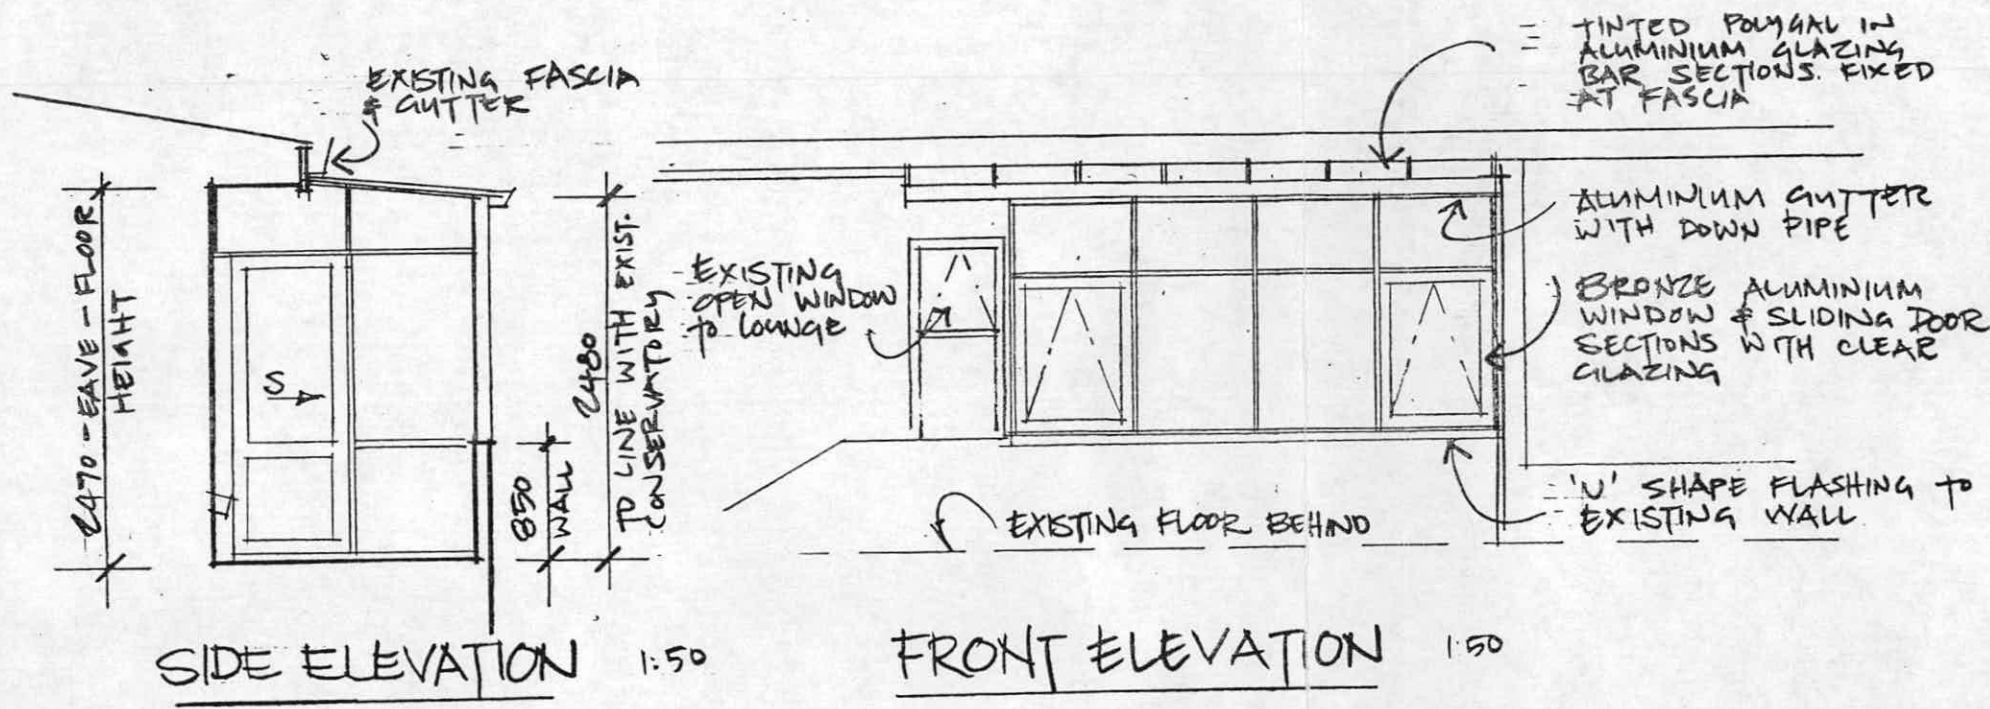 EXISTING FASCIA
& GUTTER
2490 - EAVE - FLOOR
HEIGHT
S
850
WALL
2480
TO LINE WITH EXIST.
CONSERVATORY
SIDE ELEVATION 1:50
TINTED POLYGAL IN
ALUMINIUM GLAZING
BAR SECTIONS. FIXED
AT FASCIA
ALUMINIUM GUTTER
WITH DOWN PIPE
EXISTING
OPEN WINDOW
to LOUNGE
BRONZE ALUMINIUM
WINDOW & SLIDING DOOR
SECTIONS WITH CLEAR
GLAZING
'U' SHAPE FLASHING to
EXISTING WALL
EXISTING FLOOR BEHIND
FRONT ELEVATION 1:50